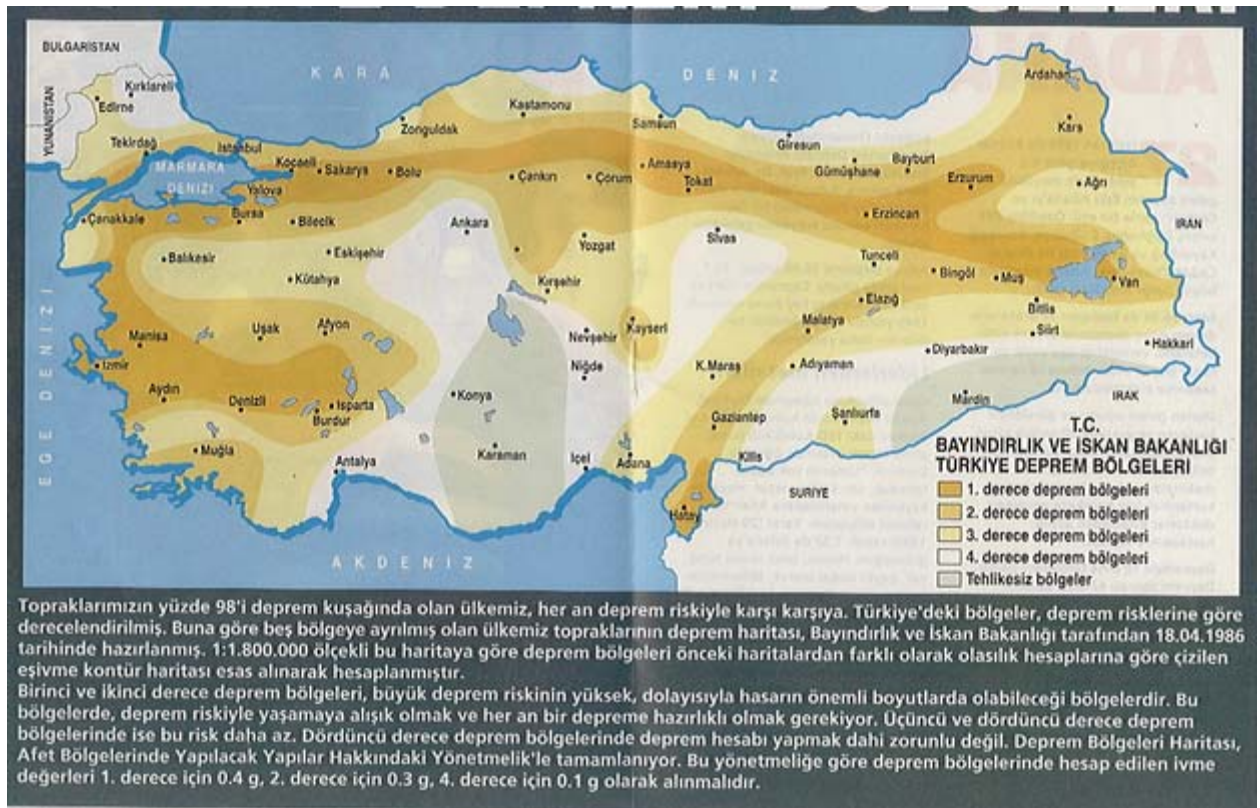 DEPREM BÖLGELERİ
BULGARİSTAN
KARA
DENİZ
YUNANİSTAN
Kırklareli
Edirne
Tekirdağ
İstanbul
MARMARA
DENİZİ
Kocaeli
Sakarya
Bolu
Zonguldak
Kastamonu
Samsun
Giresun
Ardahan
Kars
Yalova
Çankırı
Çorum
Amasya
Tokat
Gümüşhane
Bayburt
Erzurum
Ağrı
Çanakkale
Bursa
Bilecik
Ankara
Erzincan
IRAN
Balıkesir
Eskişehir
Yozgat
Sivas
Tunceli
Kütahya
Kırşehir
Bingöl
Muş
Van
Elazığ
Bitlis
EGE DENİZİ
Manisa
Uşak
Afyon
Nevşehir
Kayseri
Malatya
Siirt
Hakkari
İzmir
Niğde
K.Maraş
Adıyaman
Diyarbakır
Aydın
Denizli
Isparta
Burdur
Konya
Mardin
IRAK
Gaziantep
Şanlıurfa
Muğla
Antalya
Karaman
İçel
Adana
Kilis
SURİYE
Hatay
AKDENİZ
T.C.
BAYINDIRLIK VE İSKAN BAKANLIĞI
TÜRKİYE DEPREM BÖLGELERİ
1. derece deprem bölgeleri
2. derece deprem bölgeleri
3. derece deprem bölgeleri
4. derece deprem bölgeleri
Tehlikesiz bölgeler
Topraklarımızın yüzde 98'i deprem kuşağında olan ülkemiz, her an deprem riskiyle karşı karşıya. Türkiye'deki bölgeler, deprem risklerine göre
derecelendirilmiş. Buna göre beş bölgeye ayrılmış olan ülkemiz topraklarının deprem haritası, Bayındırlık ve İskan Bakanlığı tarafından 18.04.1986
tarihinde hazırlanmış. 1:1.800.000 ölçekli bu haritaya göre deprem bölgeleri önceki haritalardan farklı olarak olasılık hesaplarına göre çizilen
eşivme kontür haritası esas alınarak hesaplanmıştır.
Birinci ve ikinci derece deprem bölgeleri, büyük deprem riskinin yüksek, dolayısıyla hasarın önemli boyutlarda olabileceği bölgelerdir. Bu
bölgelerde, deprem riskiyle yaşamaya alışık olmak ve her an bir depreme hazırlıklı olmak gerekiyor. Üçüncü ve dördüncü derece deprem
bölgelerinde ise bu risk daha az. Dördüncü derece deprem bölgelerinde deprem hesabı yapmak dahi zorunlu değil. Deprem Bölgeleri Haritası,
Afet Bölgelerinde Yapılacak Yapılar Hakkındaki Yönetmelik'le tamamlanıyor. Bu yönetmeliğe göre deprem bölgelerinde hesap edilen ivme
değerleri 1. derece için 0.4 g, 2. derece için 0.3 g, 4. derece için 0.1 g olarak alınmalıdır.